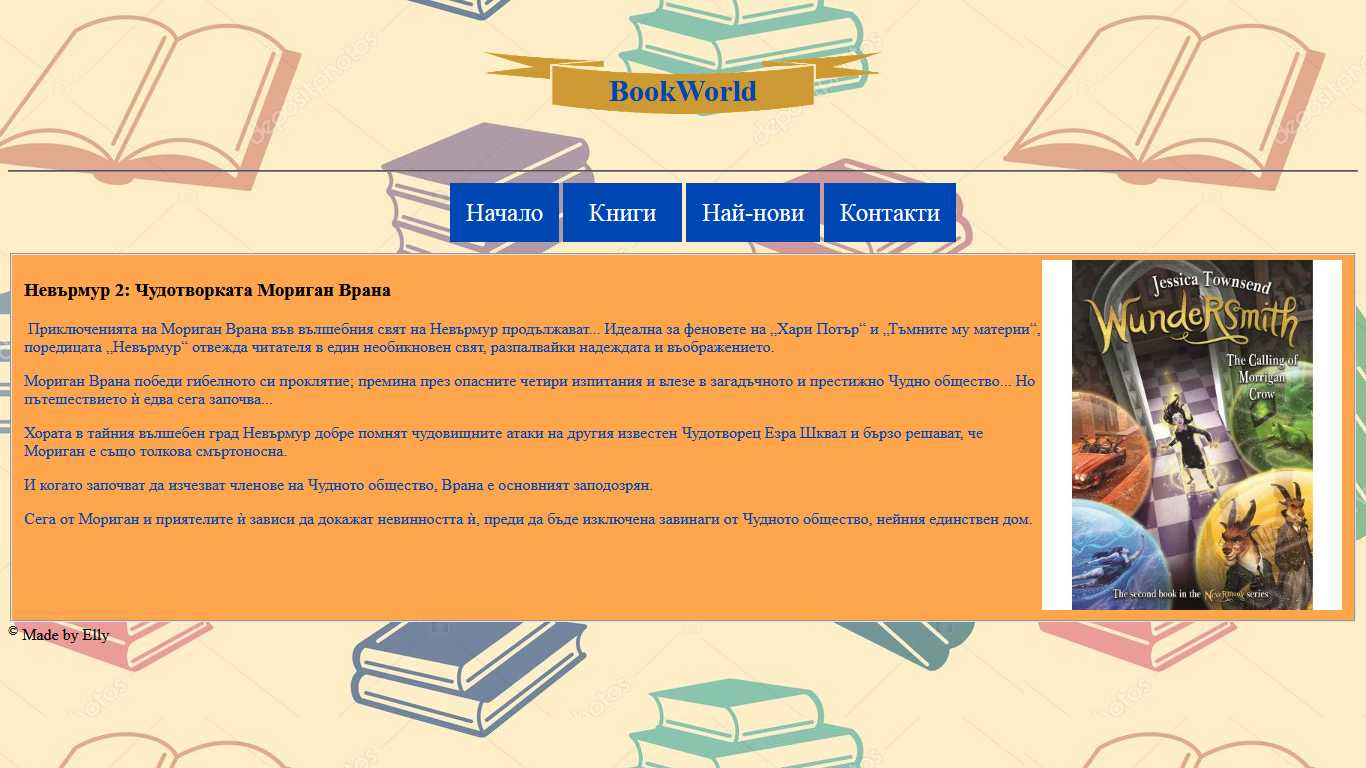 BookWorld
Начало
Книги
Най-нови
Контакти
Невърмур 2: Чудотворката Мориган Врана
Приключенията на Мориган Врана във вълшебния свят на Невърмур продължават... Идеална за феновете на „Хари Потър“ и „Тъмните му материи“,
поредицата „Невърмур“ отвежда читателя в един необикновен свят, разпалвайки надеждата и въображението.
Мориган Врана победи гибелното си проклятие; премина през опасните четири изпитания и влезе в загадъчното и престижно Чудно общество... Но
пътешествието ѝ едва сега започва...
Хората в тайния вълшебен град Невърмур добре помнят чудовищните атаки на другия известен Чудотворец Езра Шквал и бързо решават, че
Мориган е също толкова смъртоносна.
И когато започват да изчезват членове на Чудното общество, Врана е основният заподозрян.
Сега от Мориган и приятелите ѝ зависи да докажат невинността ѝ, преди да бъде изключена завинаги от Чудното общество, нейния единствен дом.
Jessica Townsend
Wundersmith
The Calling of
Morrigan
Crow
The second book in the Nevermoor series
© Made by Elly
depositphotos
depositphotos
depositphotos